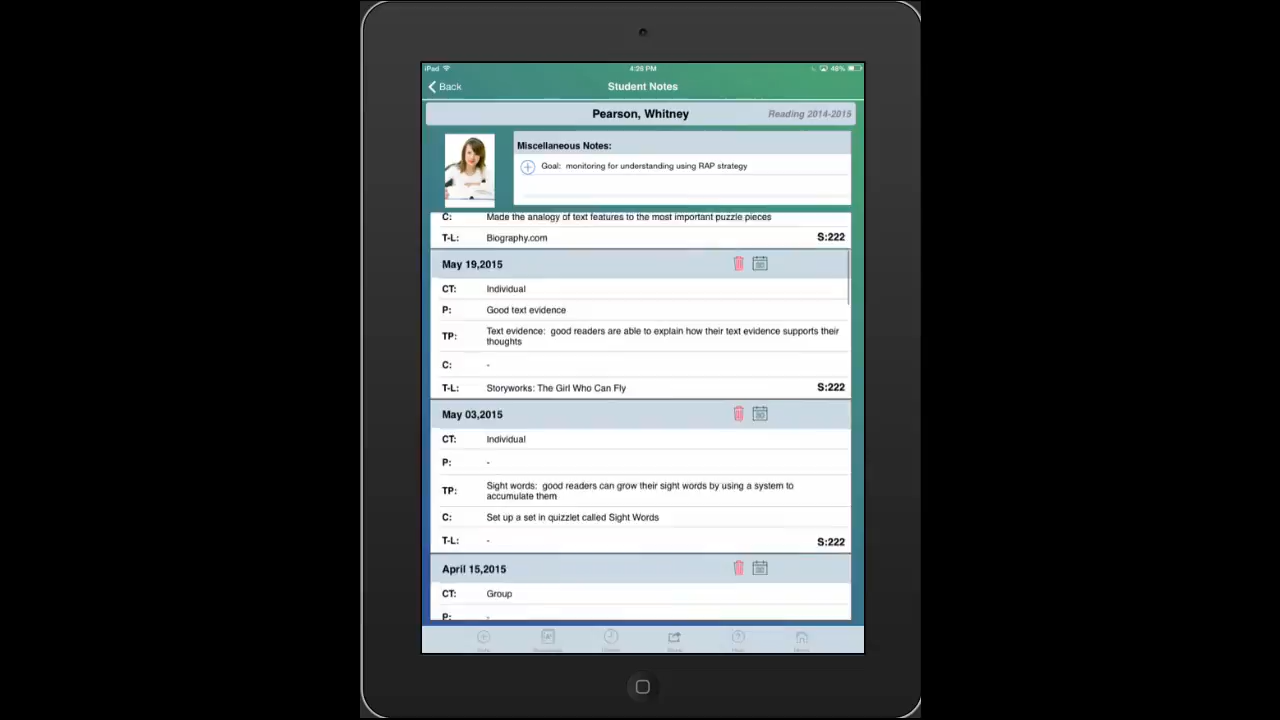 iPad 4:26 PM 49%
Back Student Notes
Pearson, Whitney Reading 2014-2015
Miscellaneous Notes:
Goal: monitoring for understanding using RAP strategy
C: Made the analogy of text features to the most important puzzle pieces
T-L: Biography.com S:222
May 19,2015
CT: Individual
P: Good text evidence
TP: Text evidence: good readers are able to explain how their text evidence supports their
thoughts
C: -
T-L: Storyworks: The Girl Who Can Fly S:222
May 03,2015
CT: Individual
P: -
TP: Sight words: good readers can grow their sight words by using a system to
accumulate them
C: Set up a set in quizzlet called Sight Words
T-L: - S:222
April 15,2015
CT: Group
P: -